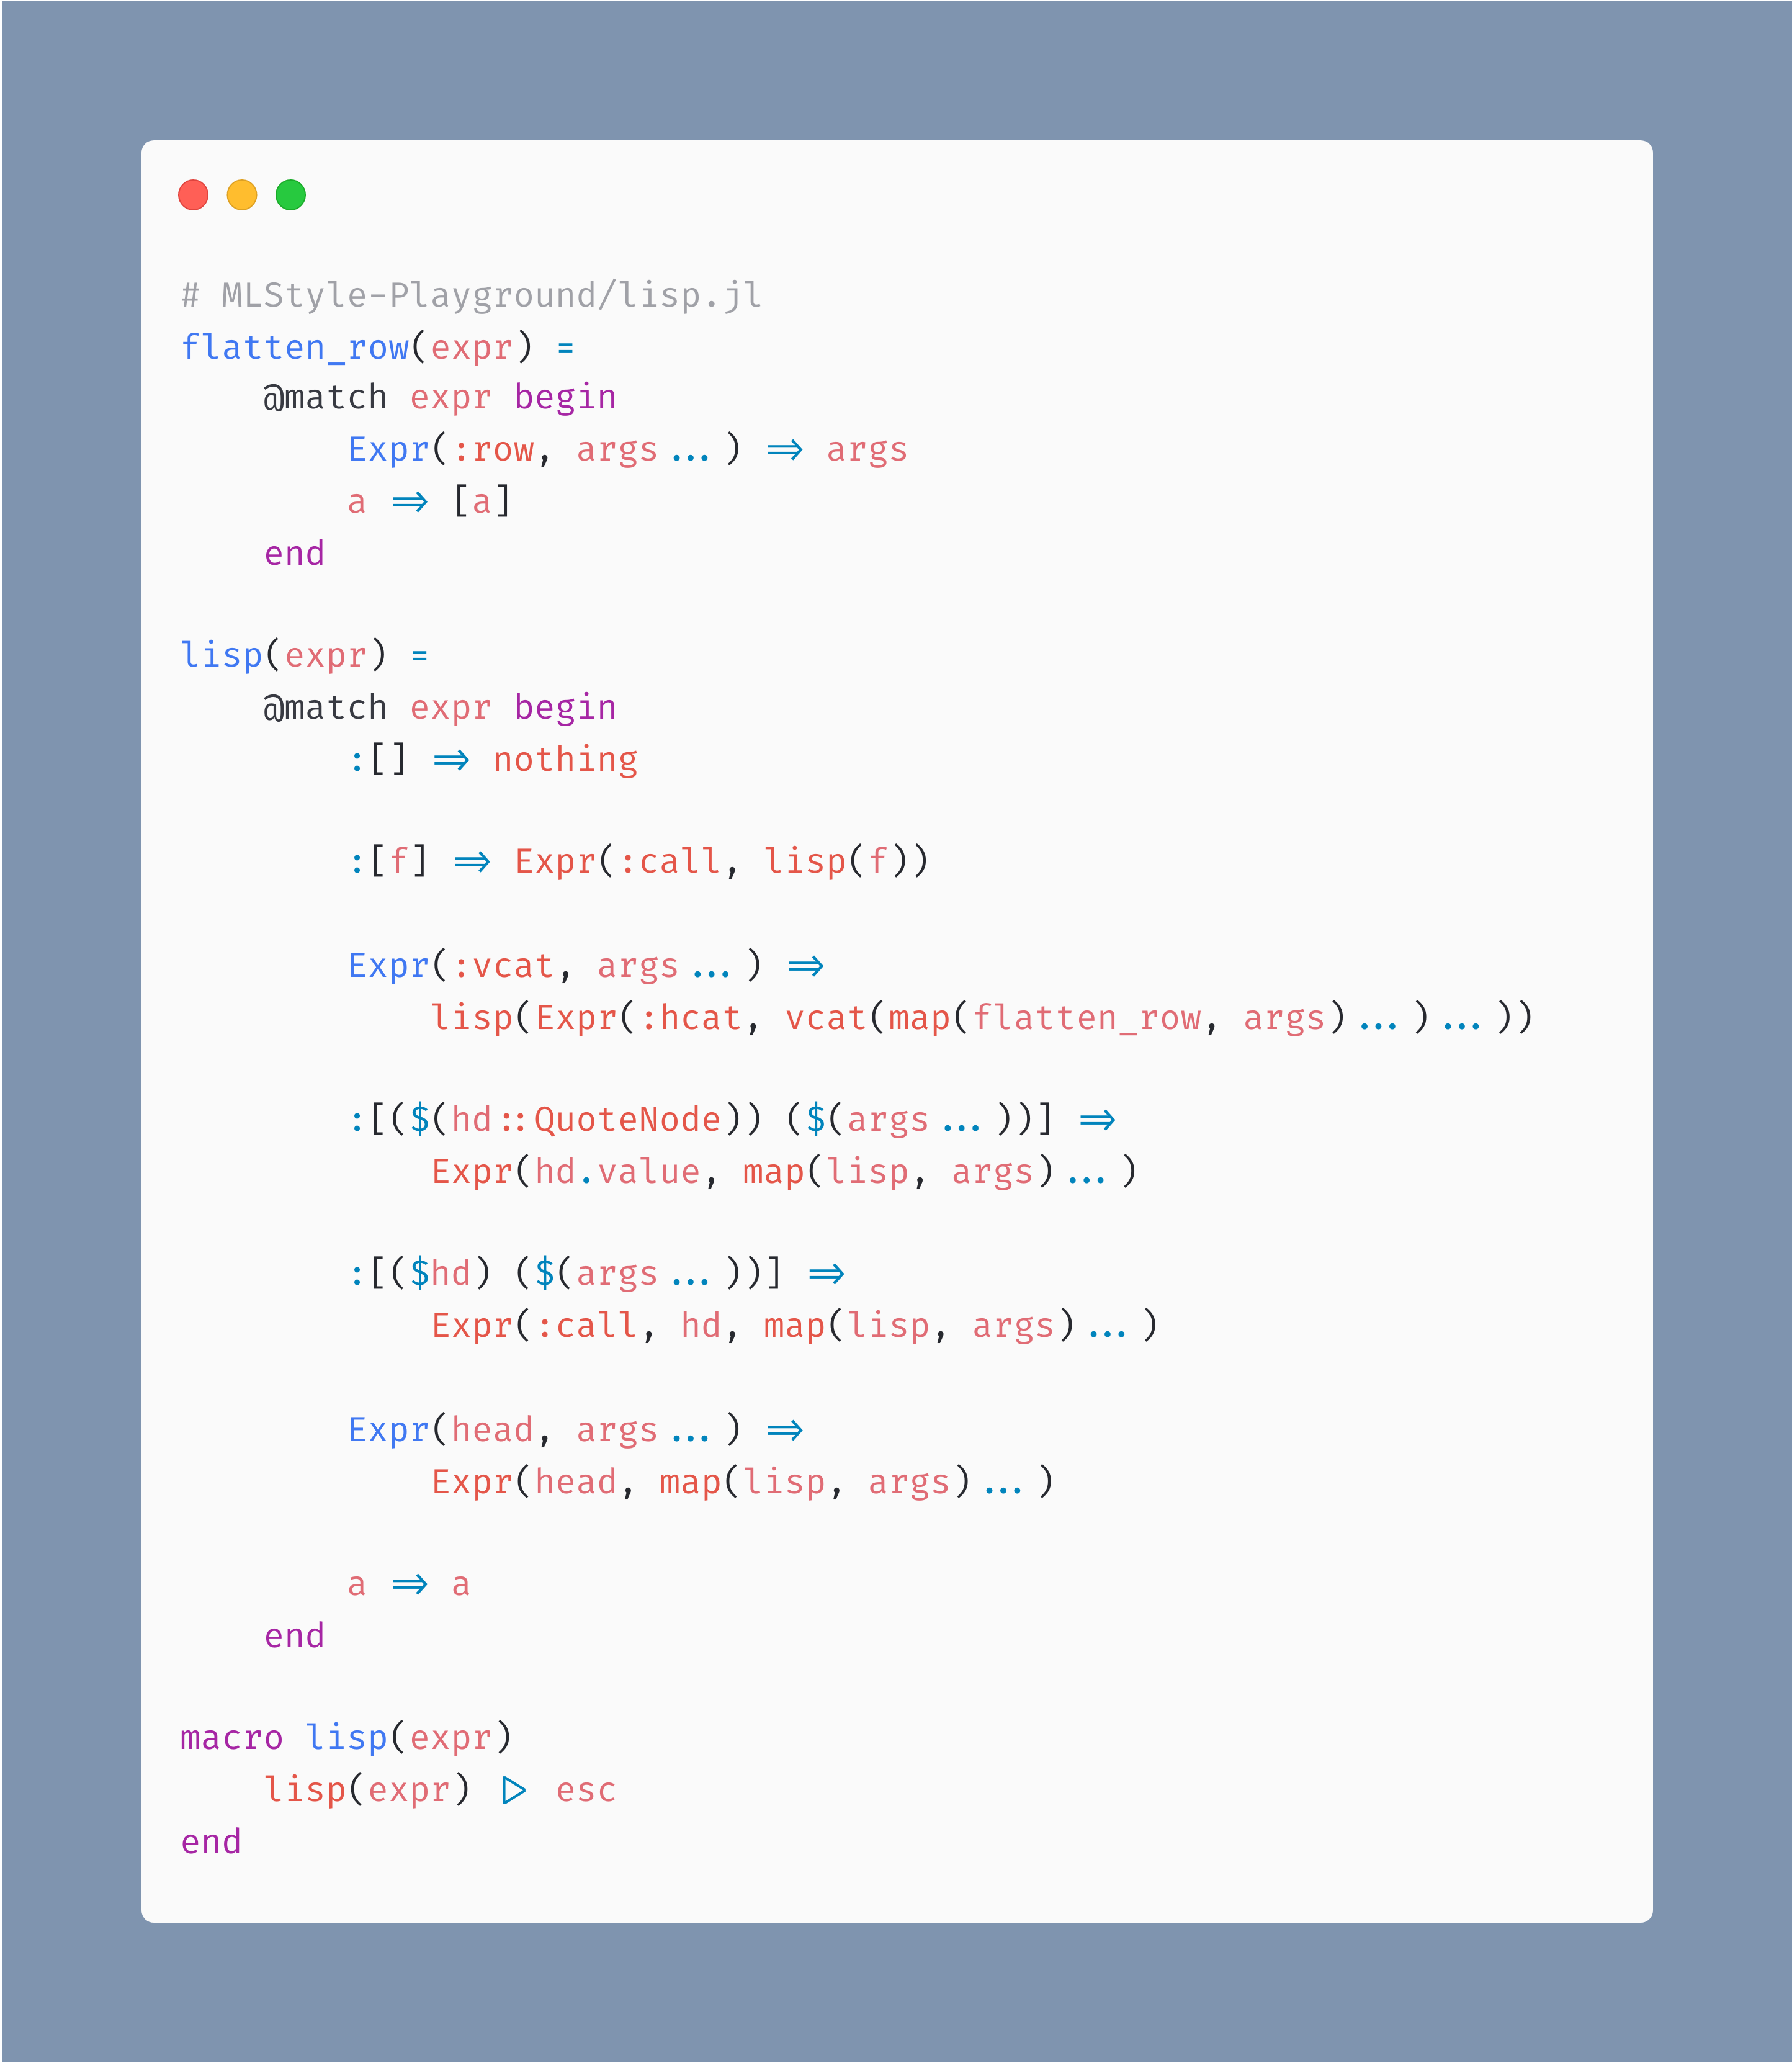 # MLStyle-Playground/lisp.jl
flatten_row(expr) =
    @match expr begin
        Expr(:row, args...) => args
        a => [a]
    end

lisp(expr) =
    @match expr begin
        :[] => nothing

        :[f] => Expr(:call, lisp(f))

        Expr(:vcat, args...) =>
            lisp(Expr(:hcat, vcat(map(flatten_row, args)...)...))

        :[($(hd::QuoteNode)) ($(args...))] =>
            Expr(hd.value, map(lisp, args)...)

        :[($hd) ($(args...))] =>
            Expr(:call, hd, map(lisp, args)...)

        Expr(head, args...) =>
            Expr(head, map(lisp, args)...)

        a => a
    end

macro lisp(expr)
    lisp(expr) |> esc
end